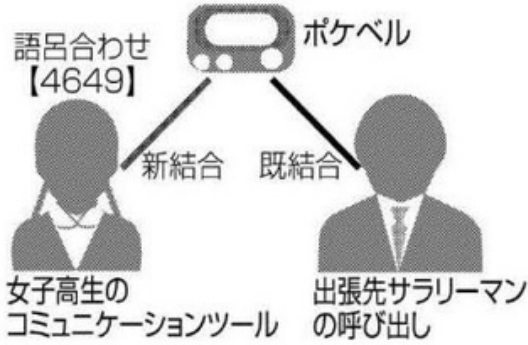 ポケベル
語呂合わせ
【4649】
新結合
既結合
女子高生の
コミュニケーションツール
出張先サラリーマン
の呼び出し